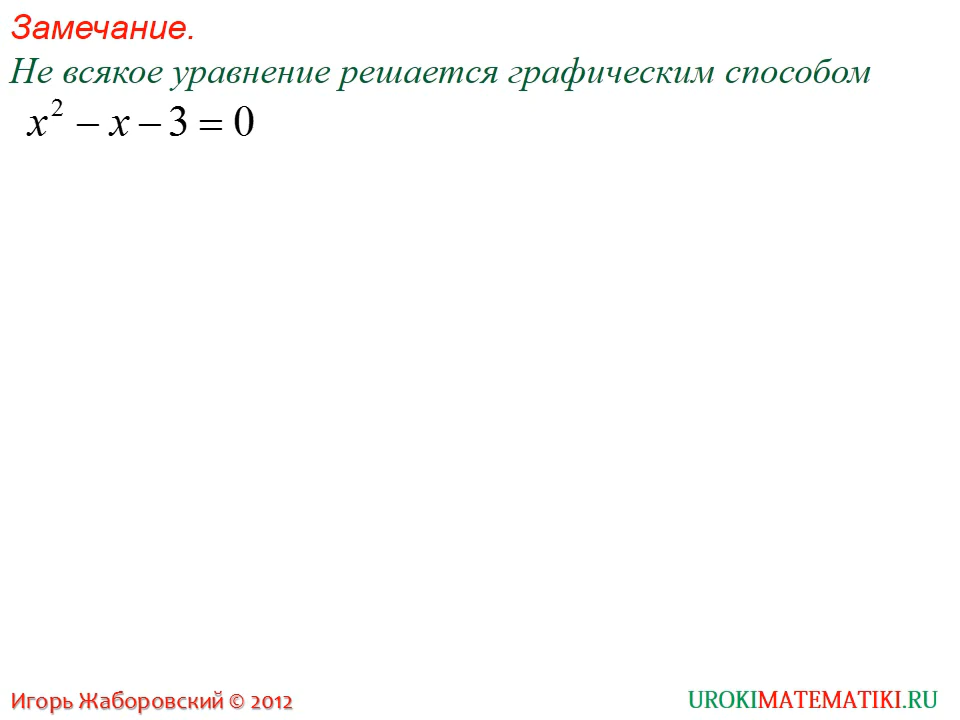 Замечание.
Не всякое уравнение решается графическим способом
x² – x – 3 = 0
Игорь Жаборовский © 2012
UROKIMATEMATIKI.RU